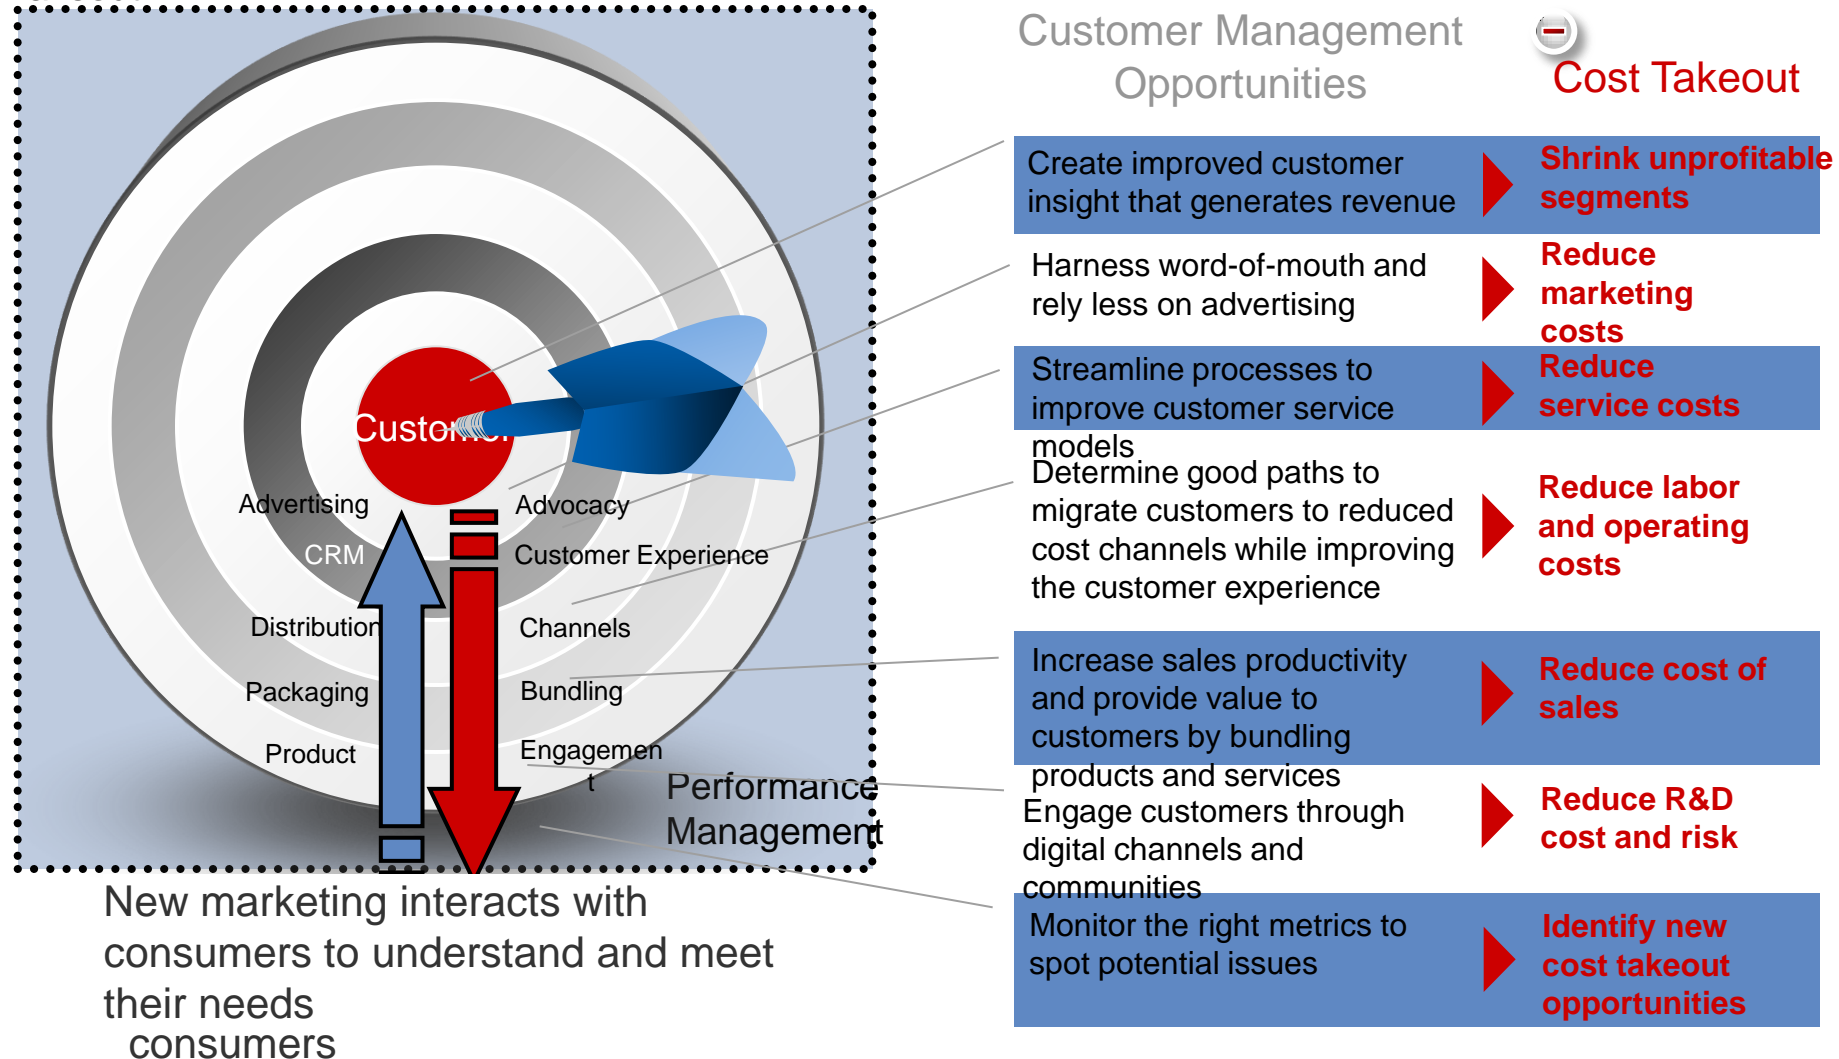 Customer Management
Opportunities
Cost Takeout
Customer
Advertising
CRM
Distribution
Packaging
Product
Advocacy
Customer Experience
Channels
Bundling
Engagemen
t
Performance
Management
New marketing interacts with
consumers to understand and meet
their needs
consumers
Create improved customer
insight that generates revenue
Shrink unprofitable
segments
Harness word-of-mouth and
rely less on advertising
Reduce
marketing
costs
Streamline processes to
improve customer service
models
Reduce
service costs
Determine good paths to
migrate customers to reduced
cost channels while improving
the customer experience
Reduce labor
and operating
costs
Increase sales productivity
and provide value to
customers by bundling
products and services
Reduce cost of
sales
Engage customers through
digital channels and
communities
Reduce R&D
cost and risk
Monitor the right metrics to
spot potential issues
Identify new
cost takeout
opportunities